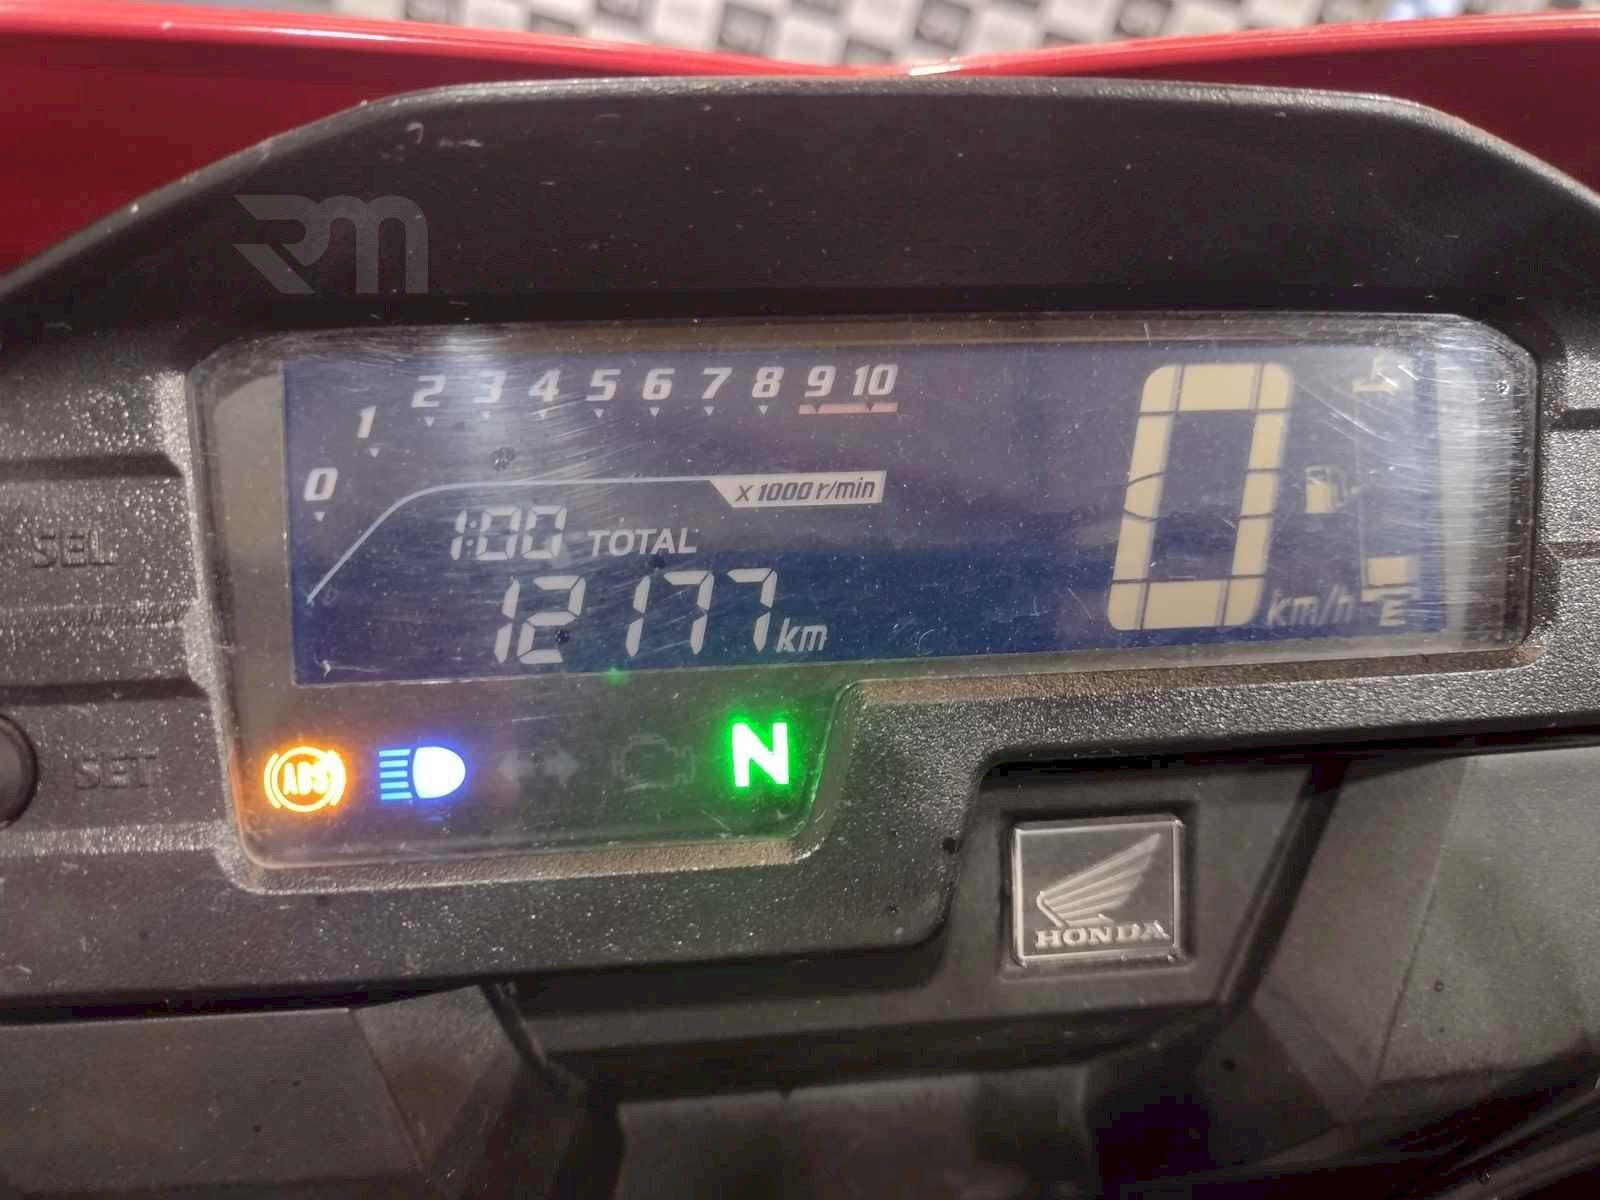 RM
0 1 2 3 4 5 6 7 8 9 10
x 1000 r/min
1:00 TOTAL
12177 km
0 km/h
E
SEL
SET
ABS
N
HONDA